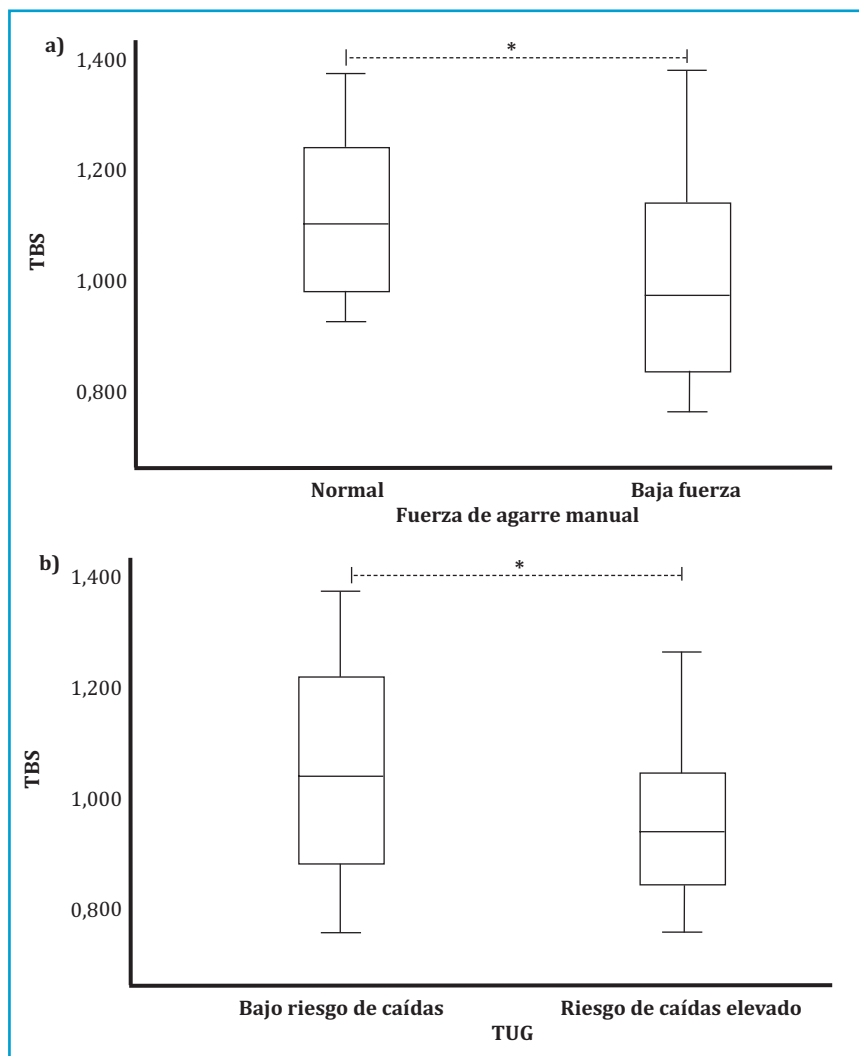 a)
*
1,400
1,200
TBS
1,000
0,800
Normal
Baja fuerza
Fuerza de agarre manual
b)
*
1,400
1,200
TBS
1,000
0,800
Bajo riesgo de caídas
Riesgo de caídas elevado
TUG